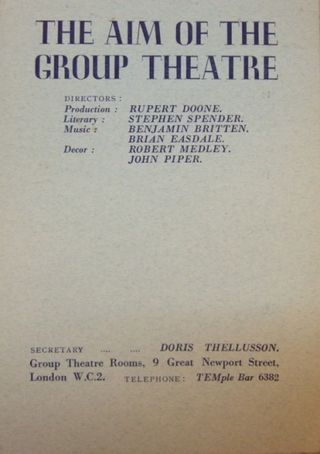 THE AIM OF THE
GROUP THEATRE
DIRECTORS :
Production : RUPERT DOONE.
Literary : STEPHEN SPENDER.
Music : BENJAMIN BRITTEN.
BRIAN EASDALE.
Decor : ROBERT MEDLEY.
JOHN PIPER.
SECRETARY .... .... DORIS THELLUSSON.
Group Theatre Rooms, 9 Great Newport Street,
London W.C.2. TELEPHONE : TEMple Bar 6382